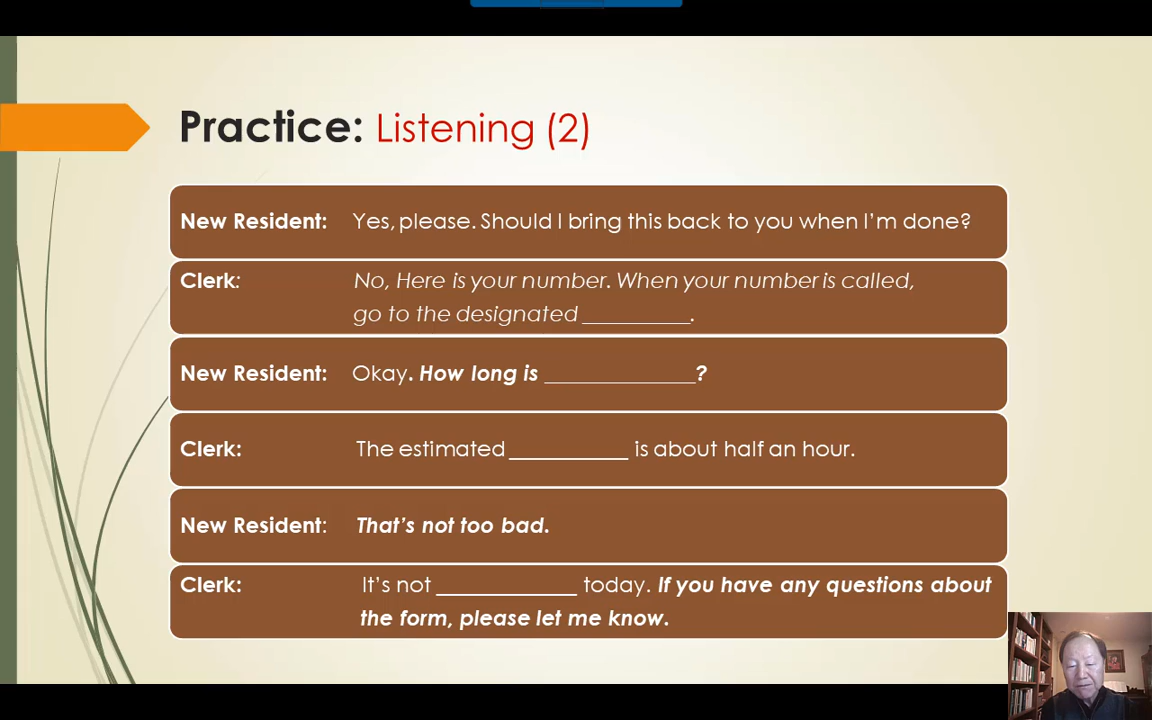 Practice: Listening (2)
New Resident: Yes, please. Should I bring this back to you when I’m done?
Clerk: No, Here is your number. When your number is called,
go to the designated _________.
New Resident: Okay. How long is _____________?
Clerk: The estimated __________ is about half an hour.
New Resident: That’s not too bad.
Clerk: It’s not ____________ today. If you have any questions about
the form, please let me know.